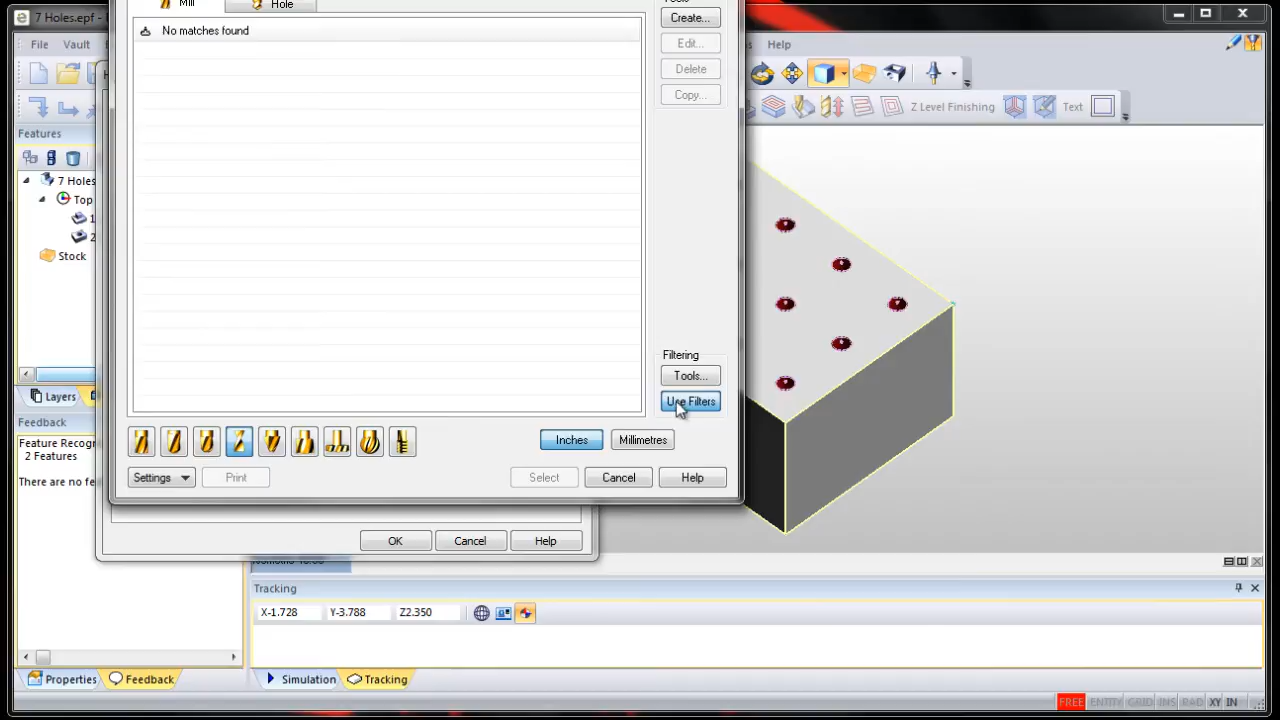 7 Holes.epf
File
Vault
Help
Z Level Finishing
Text
Features
7 Holes
Top
1
2
Stock
Layers
Feedback
Feature Recogn
2 Features
There are no fe
Properties
Feedback
Mill
Hole
No matches found
Create...
Edit...
Delete
Copy...
Filtering
Tools...
Use Filters
Inches
Millimetres
Settings
Print
Select
Cancel
Help
OK
Cancel
Help
Tracking
X-1.728
Y-3.788
Z2.350
Simulation
Tracking
FREE ENTITY GRID INS RAD XY IN